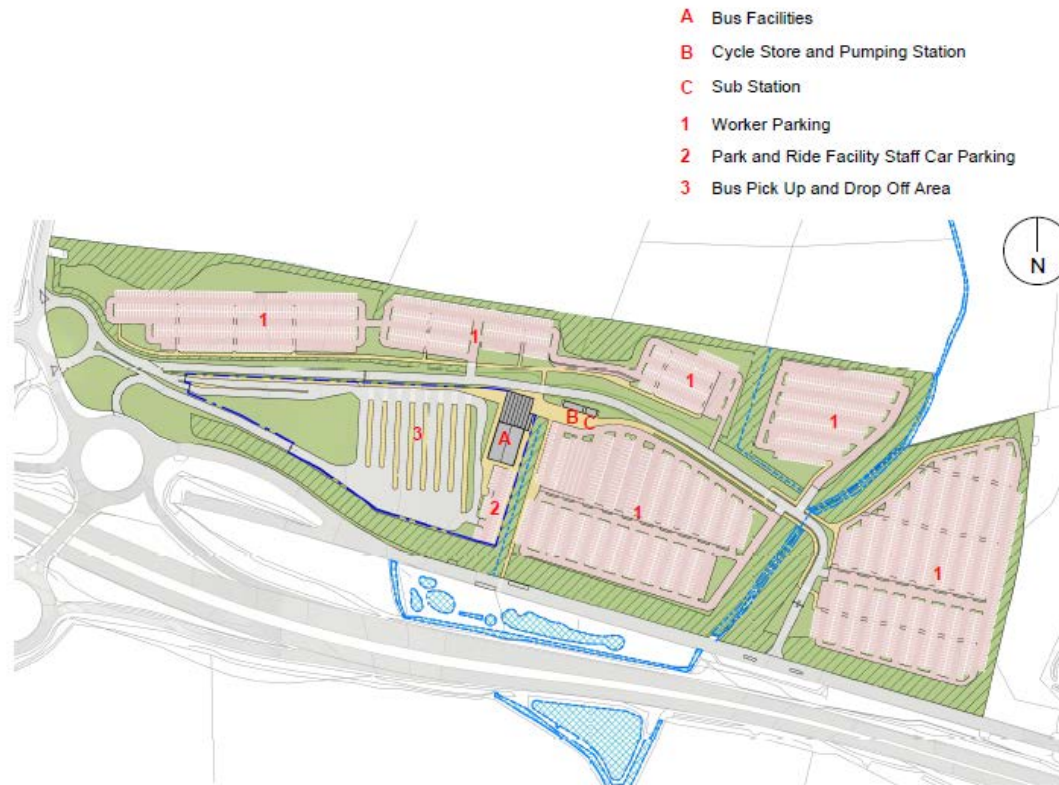 A Bus Facilities
B Cycle Store and Pumping Station
C Sub Station
1 Worker Parking
2 Park and Ride Facility Staff Car Parking
3 Bus Pick Up and Drop Off Area
N
1
1
1
1
B
C
3
A
2
1
1